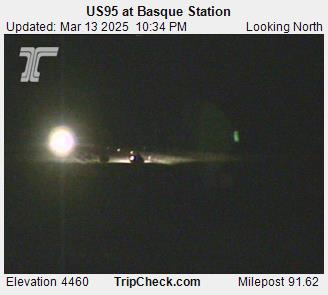 US95 at Basque Station
Updated: Mar 13 2025 10:34 PM Looking North
Elevation 4460 TripCheck.com Milepost 91.62